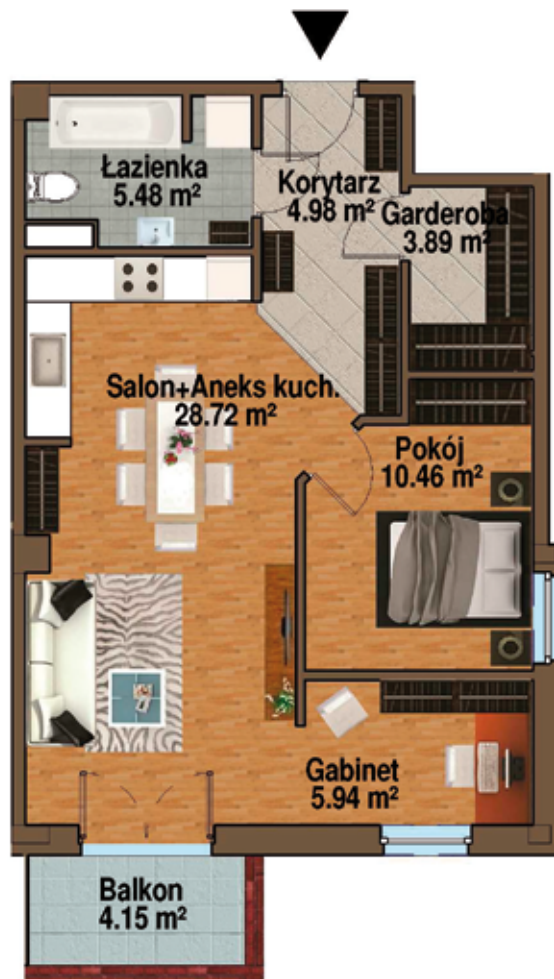 Łazienka
5.48 m²
Korytarz
4.98 m²
Garderoba
3.89 m²
Salon+Aneks kuch.
28.72 m²
Pokój
10.46 m²
Gabinet
5.94 m²
Balkon
4.15 m²